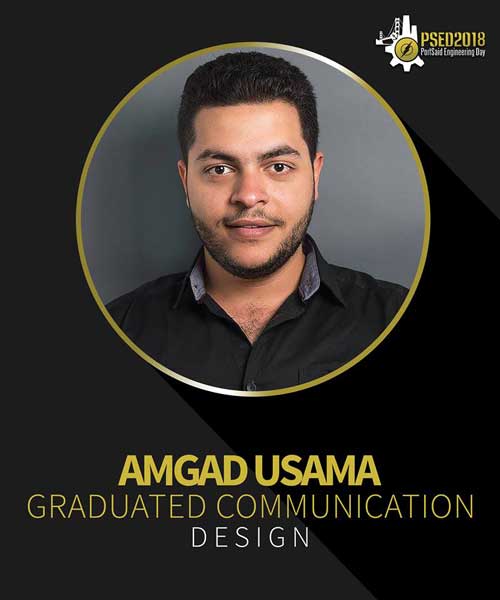 PSED2018
PortSaid Engineering Day
AMGAD USAMA
GRADUATED COMMUNICATION
DESIGN